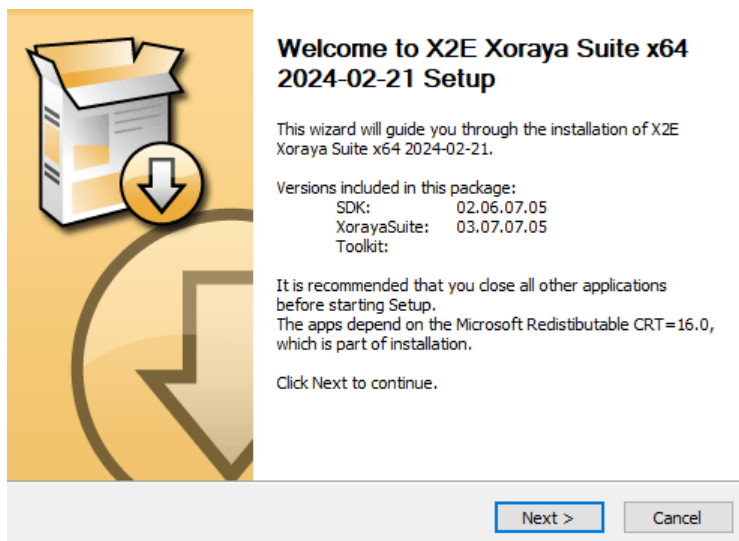 Welcome to X2E Xoraya Suite x64
2024-02-21 Setup
This wizard will guide you through the installation of X2E
Xoraya Suite x64 2024-02-21.
Versions included in this package:
SDK: 02.06.07.05
XorayaSuite: 03.07.07.05
Toolkit:
It is recommended that you close all other applications
before starting Setup.
The apps depend on the Microsoft Redistibutable CRT=16.0,
which is part of installation.
Click Next to continue.
Next >
Cancel